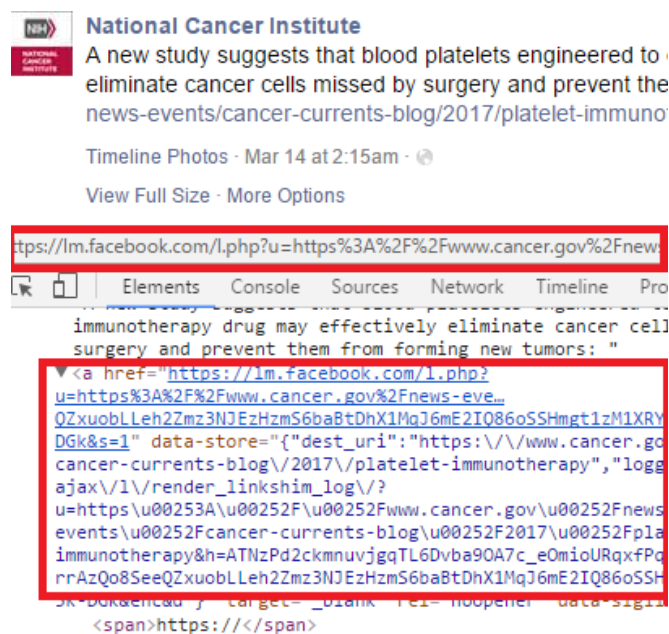 NIH
NATIONAL
CANCER
INSTITUTE
National Cancer Institute
A new study suggests that blood platelets engineered to
eliminate cancer cells missed by surgery and prevent the
news-events/cancer-currents-blog/2017/platelet-immuno
Timeline Photos · Mar 14 at 2:15am ·
View Full Size · More Options
ttps://lm.facebook.com/l.php?u=https%3A%2F%2Fwww.cancer.gov%2Fnews
Elements Console Sources Network Timeline Pro
immunotherapy drug may effectively eliminate cancer cell
surgery and prevent them from forming new tumors: "
▼<a href="https://lm.facebook.com/l.php?
u=https%3A%2F%2Fwww.cancer.gov%2Fnews-eve…
QZxuobLLeh2Zmz3NJEzHzmS6baBtDhX1MqJ6mE2IQ86oSSHmgt1zM1XRY
DGk&s=1" data-store="{"dest_uri":"https:\/\/www.cancer.go
cancer-currents-blog\/2017\/platelet-immunotherapy","logg
ajax\/l\/render_linkshim_log\/?
u=https\u00253A\u00252F\u00252Fwww.cancer.gov\u00252Fnews
events\u00252Fcancer-currents-blog\u00252F2017\u00252Fpla
immunotherapy&h=ATNzPd2ckmnuvjgqTL6Dvba9OA7c_eOmioURqxfPq
rrAzQo8SeeQZxuobLLeh2Zmz3NJEzHzmS6baBtDhX1MqJ6mE2IQ86oSSH
<span>https://</span>